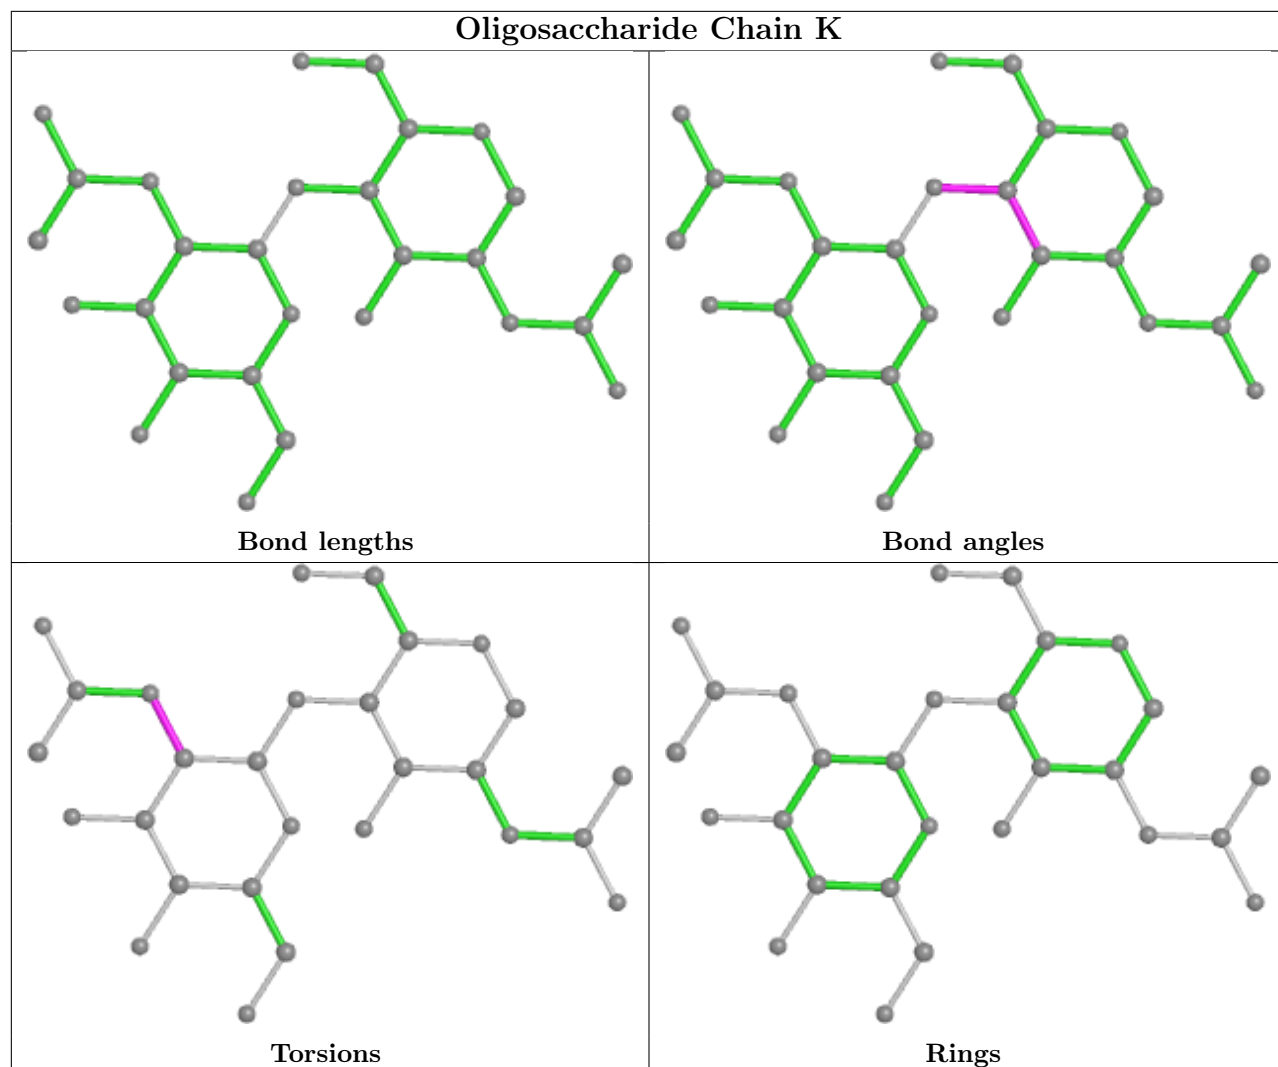 Oligosaccharide Chain K
Bond lengths
Bond angles
Torsions
Rings